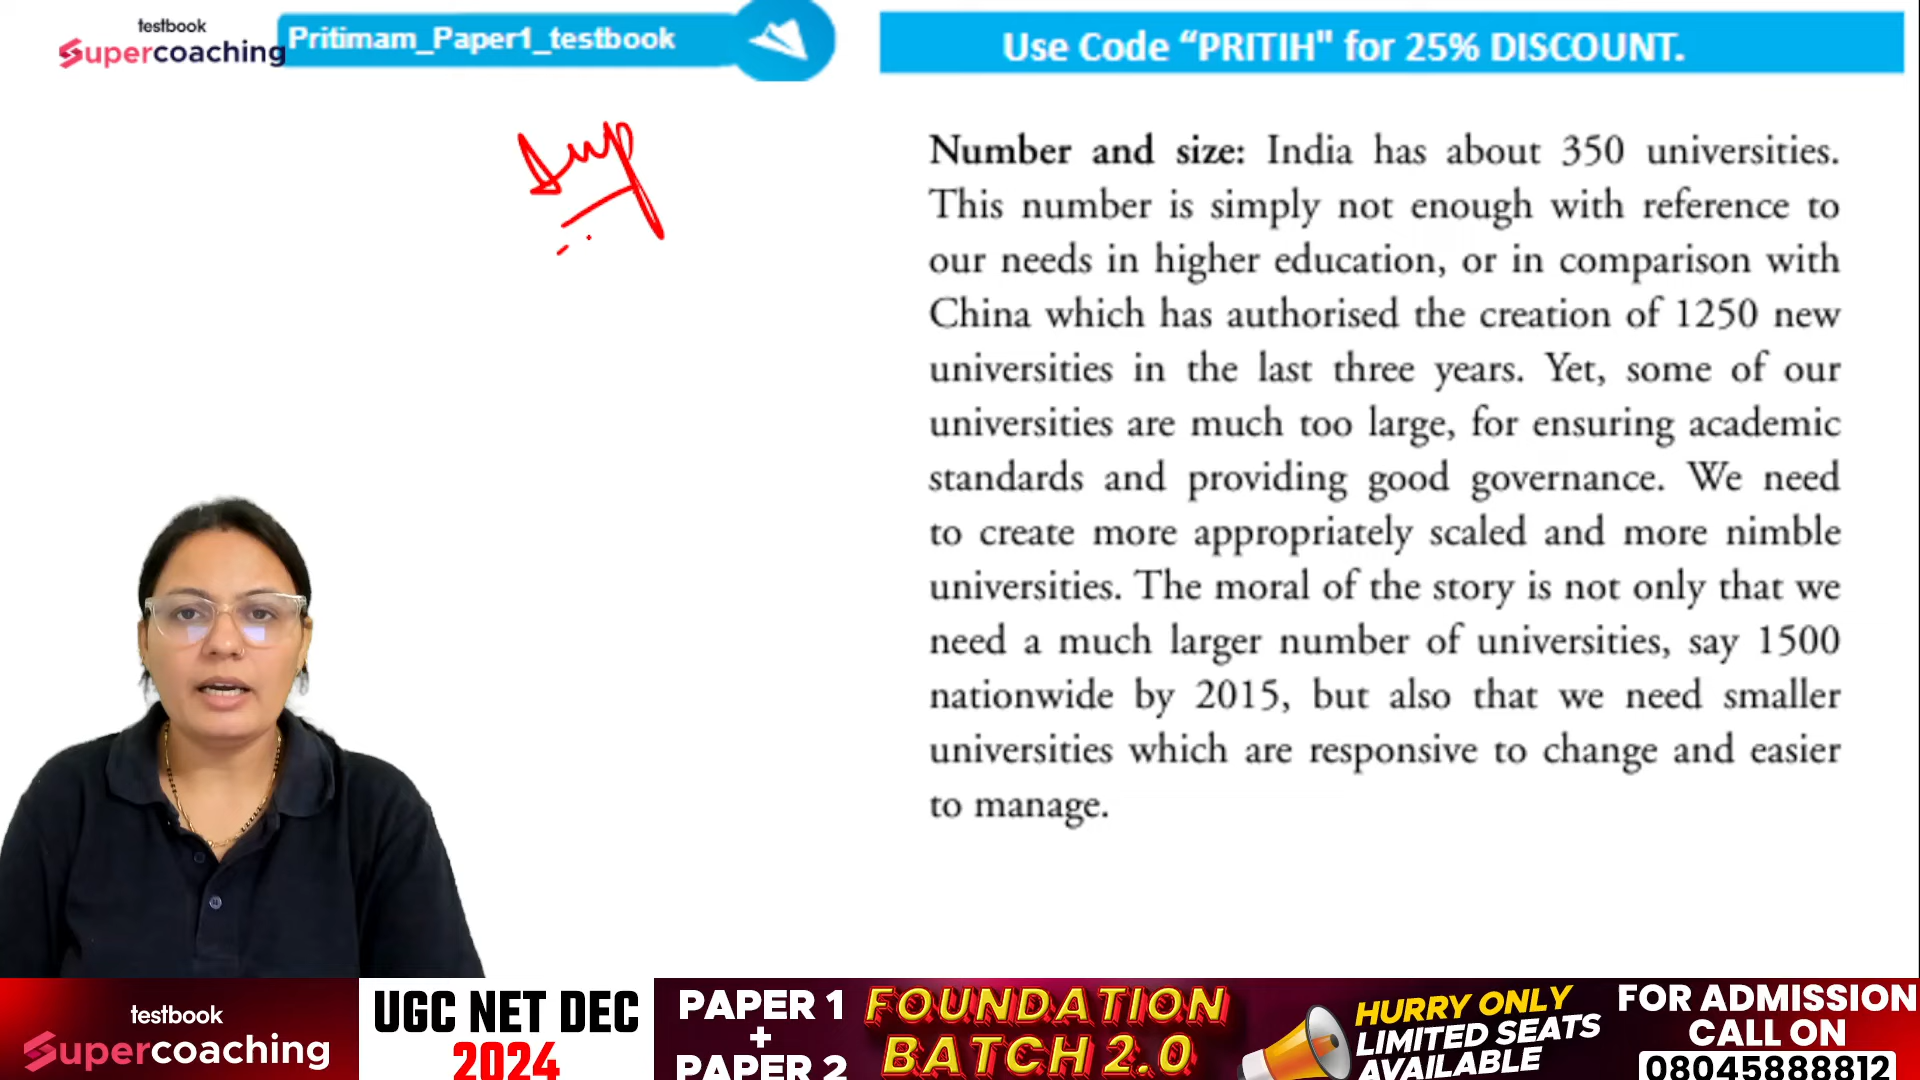 testbook
Supercoaching
Pritimam_Paper1_testbook
Use Code “PRITIH" for 25% DISCOUNT.
Imp
Number and size: India has about 350 universities.
This number is simply not enough with reference to
our needs in higher education, or in comparison with
China which has authorised the creation of 1250 new
universities in the last three years. Yet, some of our
universities are much too large, for ensuring academic
standards and providing good governance. We need
to create more appropriately scaled and more nimble
universities. The moral of the story is not only that we
need a much larger number of universities, say 1500
nationwide by 2015, but also that we need smaller
universities which are responsive to change and easier
to manage.
testbook
Supercoaching
UGC NET DEC
2024
PAPER 1
+
PAPER 2
FOUNDATION
BATCH 2.0
HURRY ONLY
LIMITED SEATS
AVAILABLE
FOR ADMISSION
CALL ON
08045888812